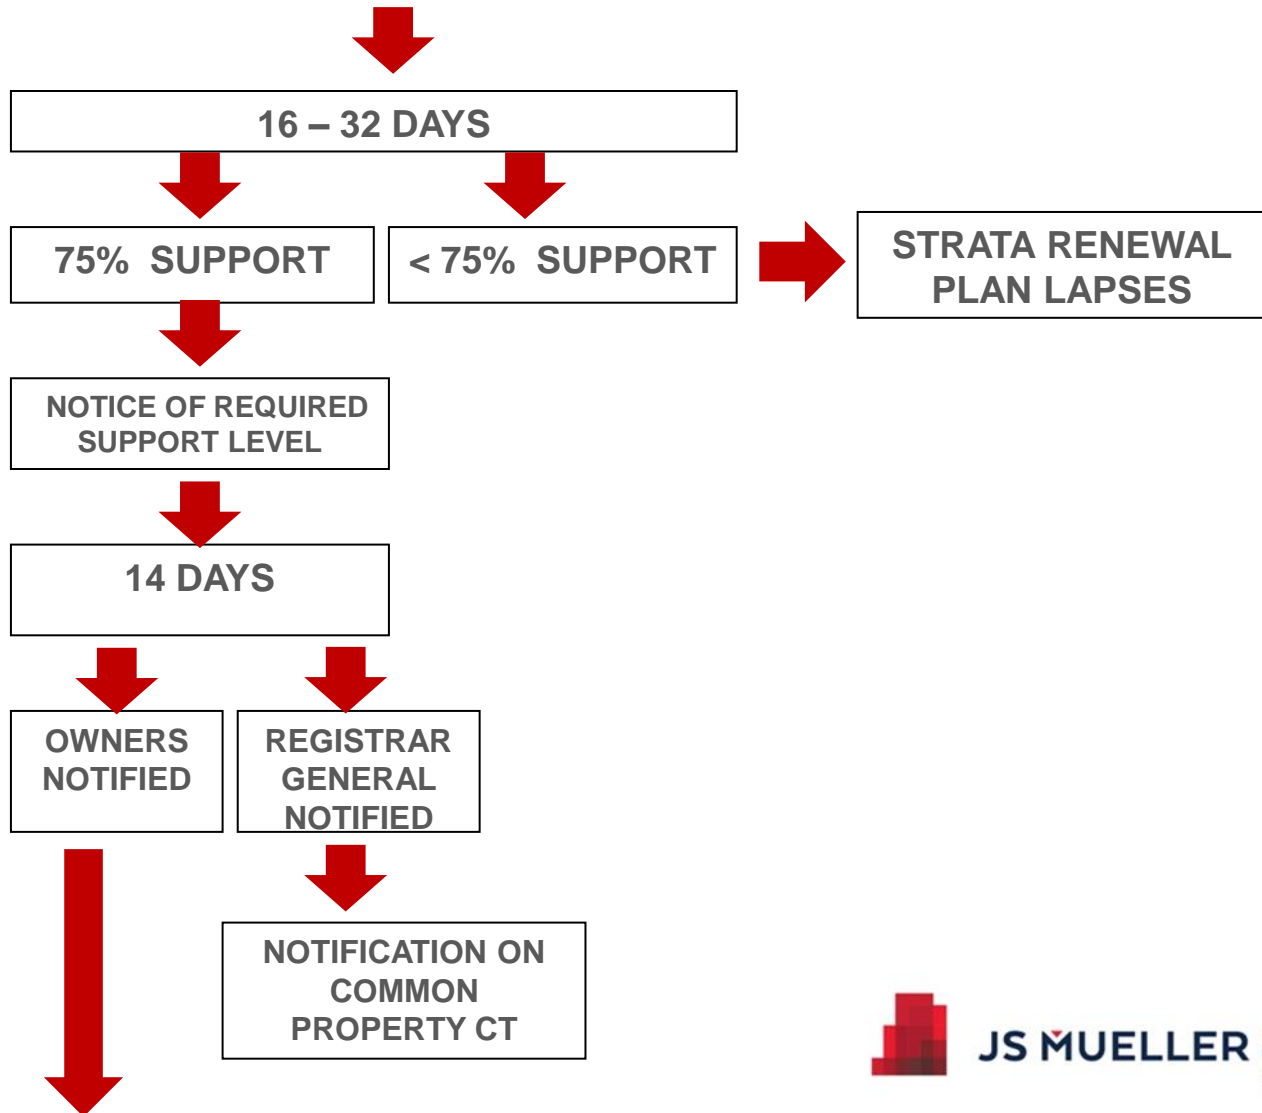 16 – 32 DAYS
75% SUPPORT
< 75% SUPPORT
STRATA RENEWAL
PLAN LAPSES
NOTICE OF REQUIRED
SUPPORT LEVEL
14 DAYS
OWNERS
NOTIFIED
REGISTRAR
GENERAL
NOTIFIED
NOTIFICATION ON
COMMON
PROPERTY CT
JS MUELLER